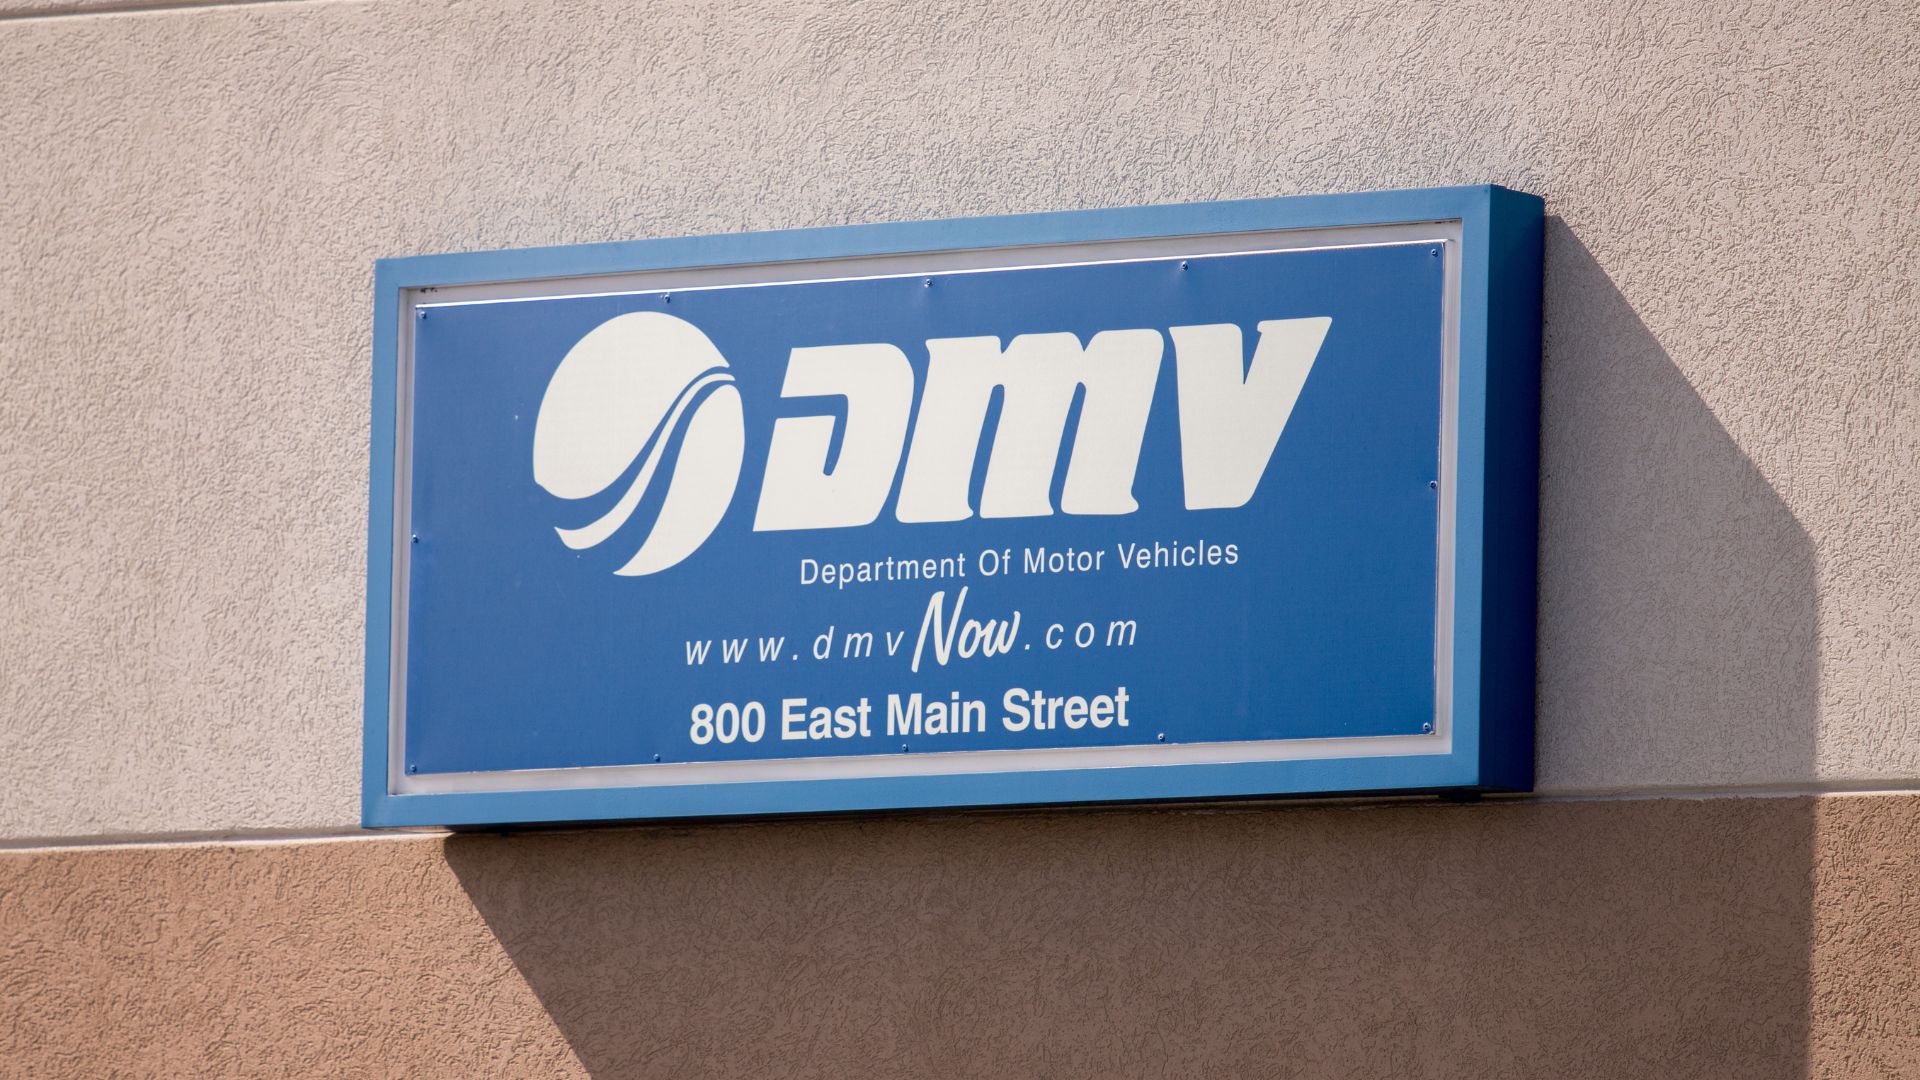 DMV
Department Of Motor Vehicles
www.dmvNow.com
800 East Main Street